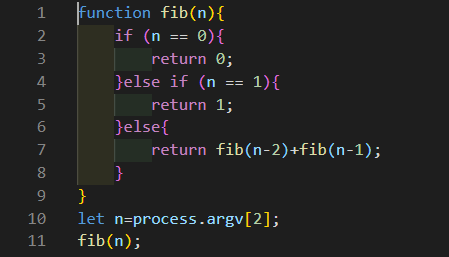 1 function fib(n){
2     if (n == 0){
3         return 0;
4     }else if (n == 1){
5         return 1;
6     }else{
7         return fib(n-2)+fib(n-1);
8     }
9 }
10 let n=process.argv[2];
11 fib(n);